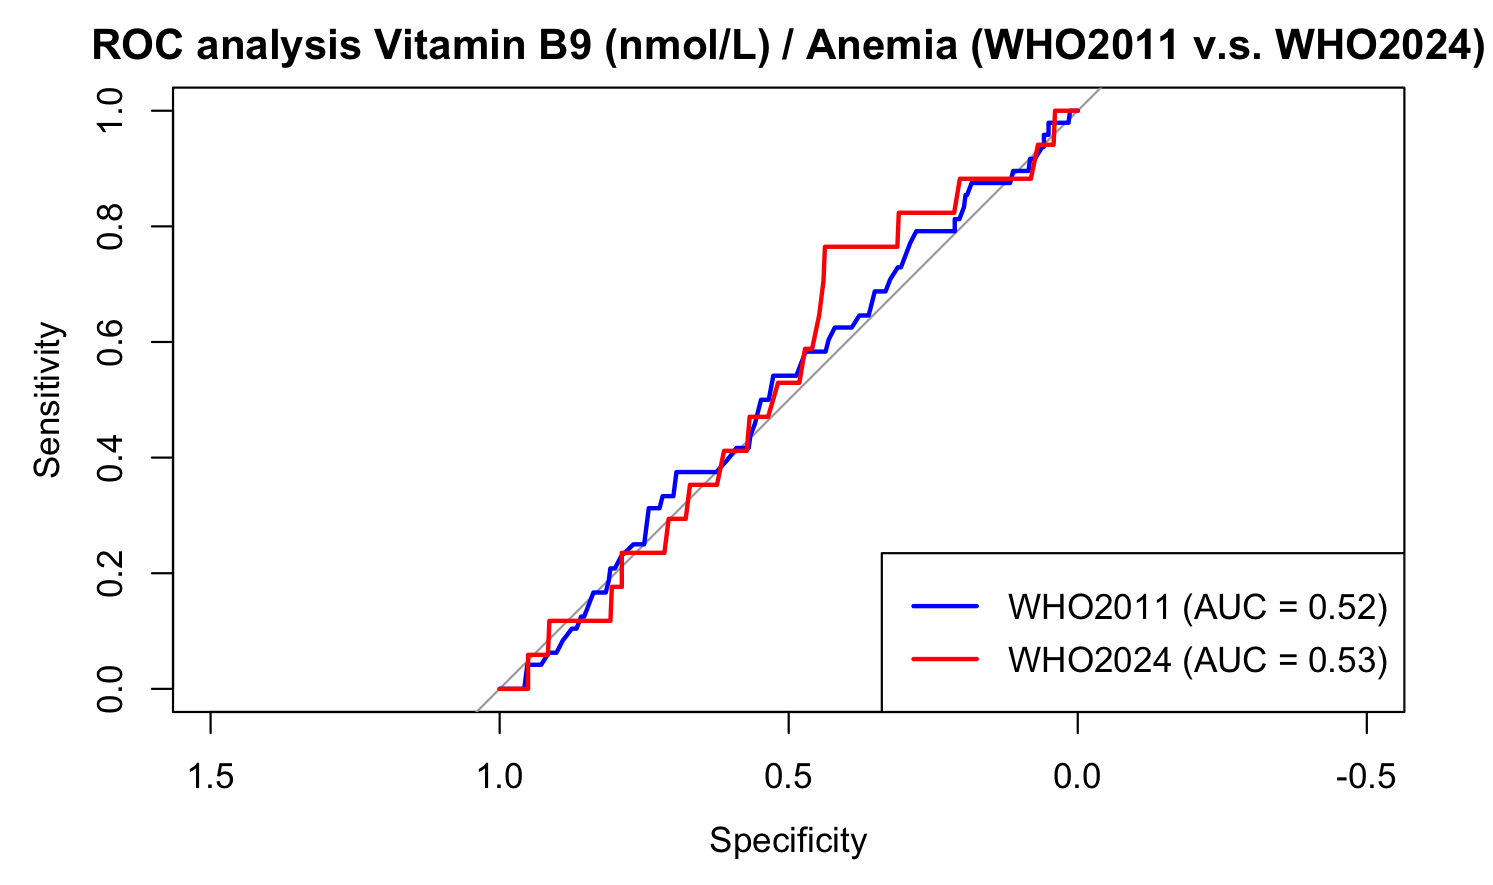 ROC analysis Vitamin B9 (nmol/L) / Anemia (WHO2011 v.s. WHO2024)
Sensitivity
1.0
0.8
0.6
0.4
0.2
0.0
WHO2011 (AUC = 0.52)
WHO2024 (AUC = 0.53)
1.5 1.0 0.5 0.0 -0.5
Specificity